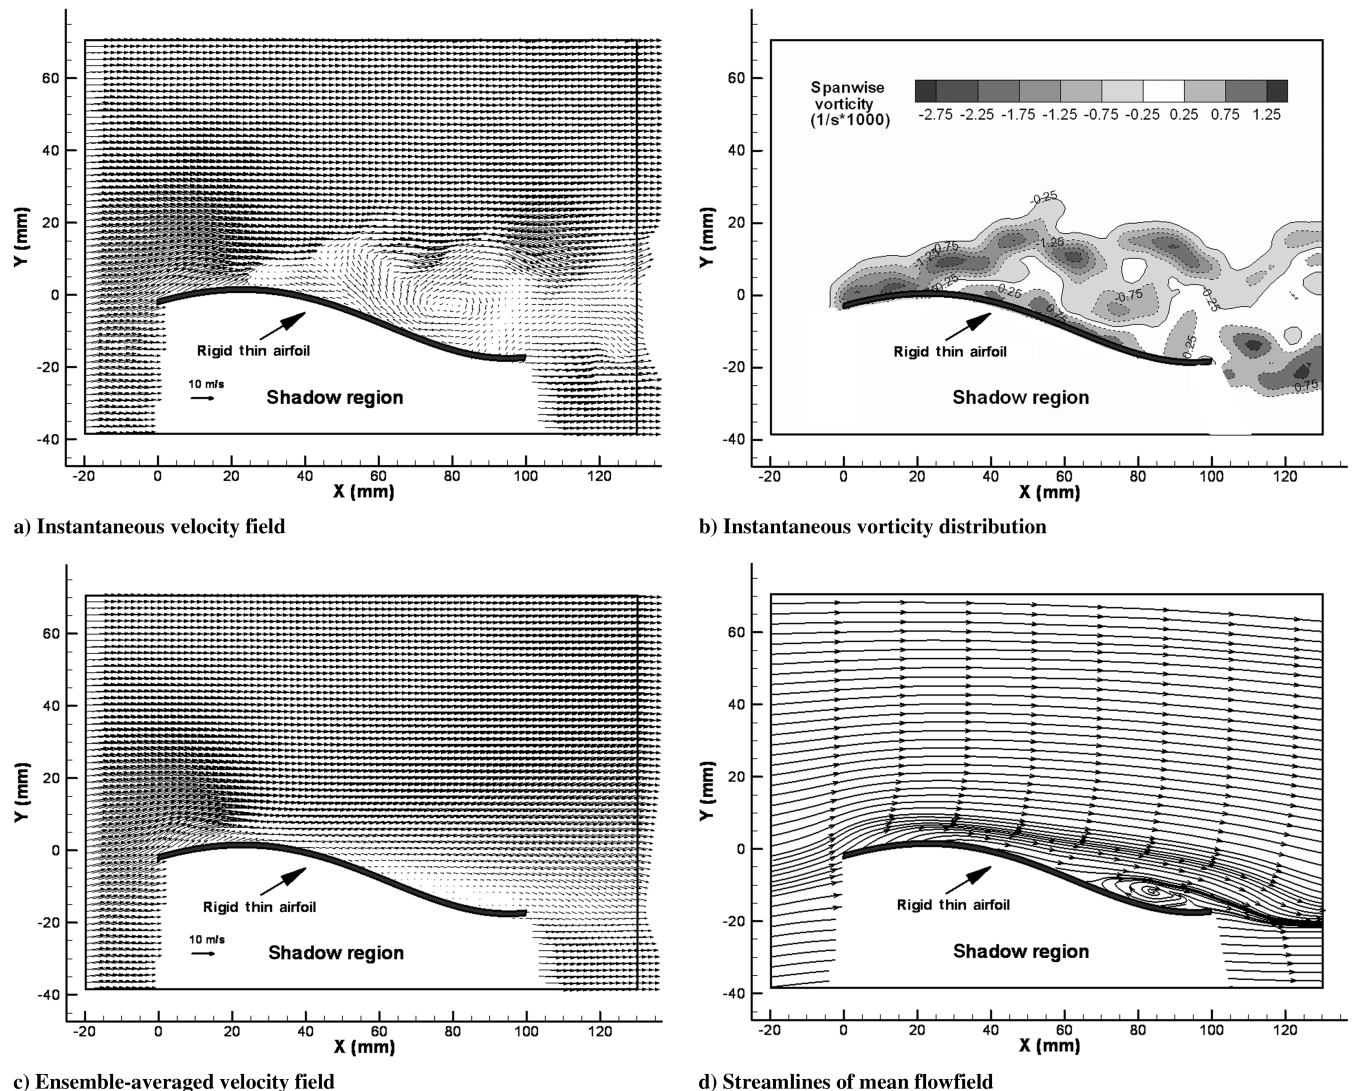 60
40
20
0
-20
-40
Y (mm)
Rigid thin airfoil
10 m/s
Shadow region
-20 0 20 40 60 80 100 120
X (mm)
a) Instantaneous velocity field
60
40
20
0
-20
-40
Y (mm)
Spanwise
vorticity
(1/s*1000)
-2.75 -2.25 -1.75 -1.25 -0.75 -0.25 0.25 0.75 1.25
-0.25
-0.75
-1.25
-0.75
0.25
0.75
Rigid thin airfoil
Shadow region
-20 0 20 40 60 80 100 120
X (mm)
b) Instantaneous vorticity distribution
60
40
20
0
-20
-40
Y (mm)
Rigid thin airfoil
10 m/s
Shadow region
-20 0 20 40 60 80 100 120
X (mm)
c) Ensemble-averaged velocity field
60
40
20
0
-20
-40
Y (mm)
Rigid thin airfoil
Shadow region
-20 0 20 40 60 80 100 120
X (mm)
d) Streamlines of mean flowfield